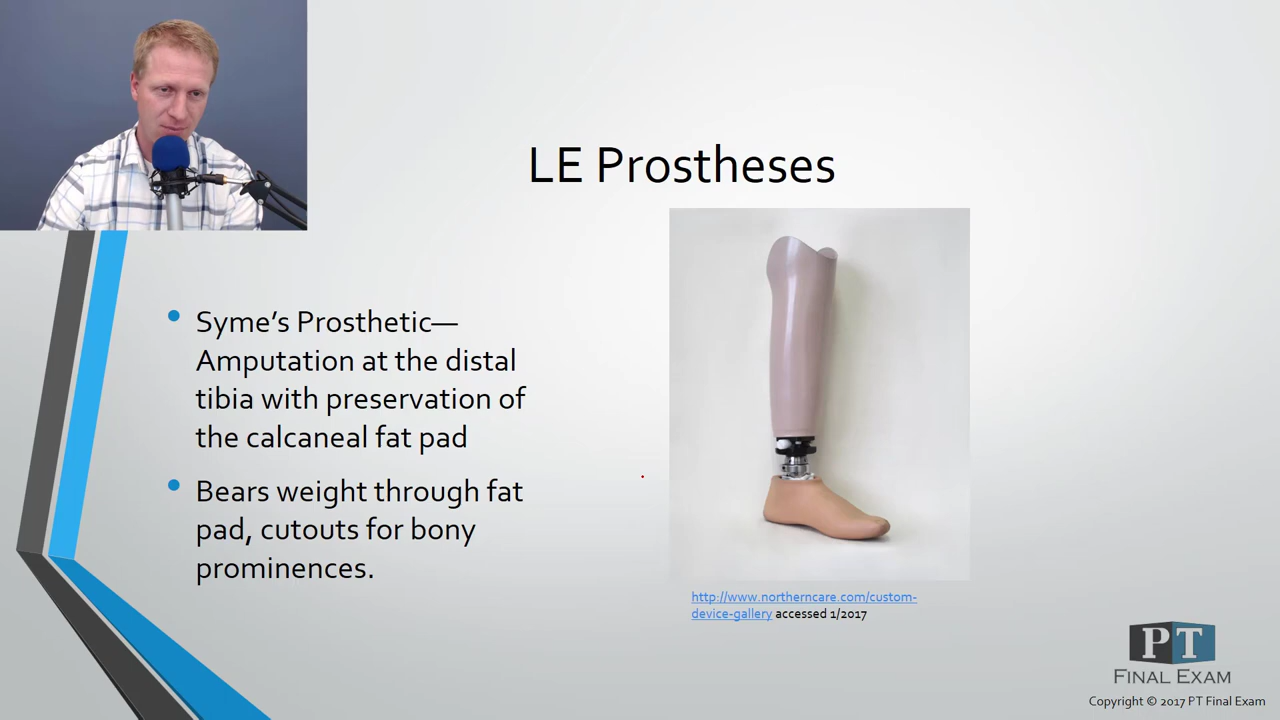 LE Prostheses
Syme’s Prosthetic—
Amputation at the distal
tibia with preservation of
the calcaneal fat pad
Bears weight through fat
pad, cutouts for bony
prominences.
http://www.northerncare.com/custom-
device-gallery accessed 1/2017
PT
FINAL EXAM
Copyright © 2017 PT Final Exam